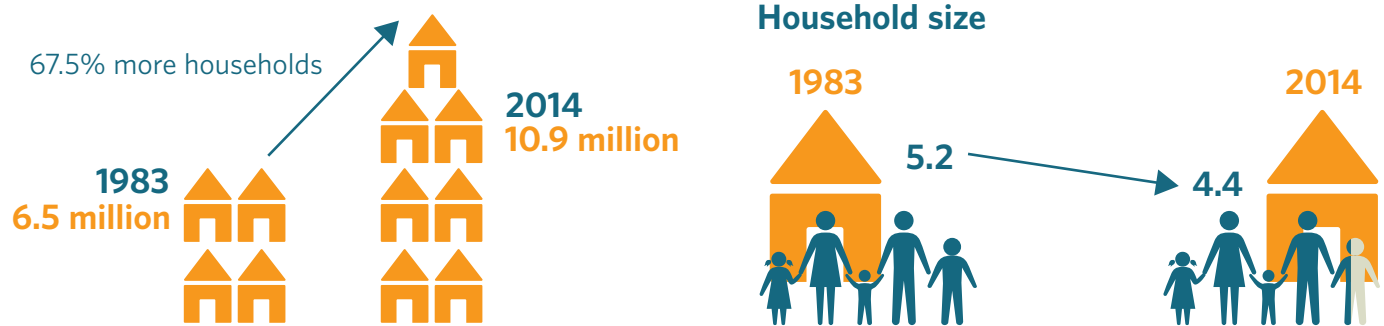 67.5% more households
1983
6.5 million
2014
10.9 million
Household size
1983
5.2
2014
4.4